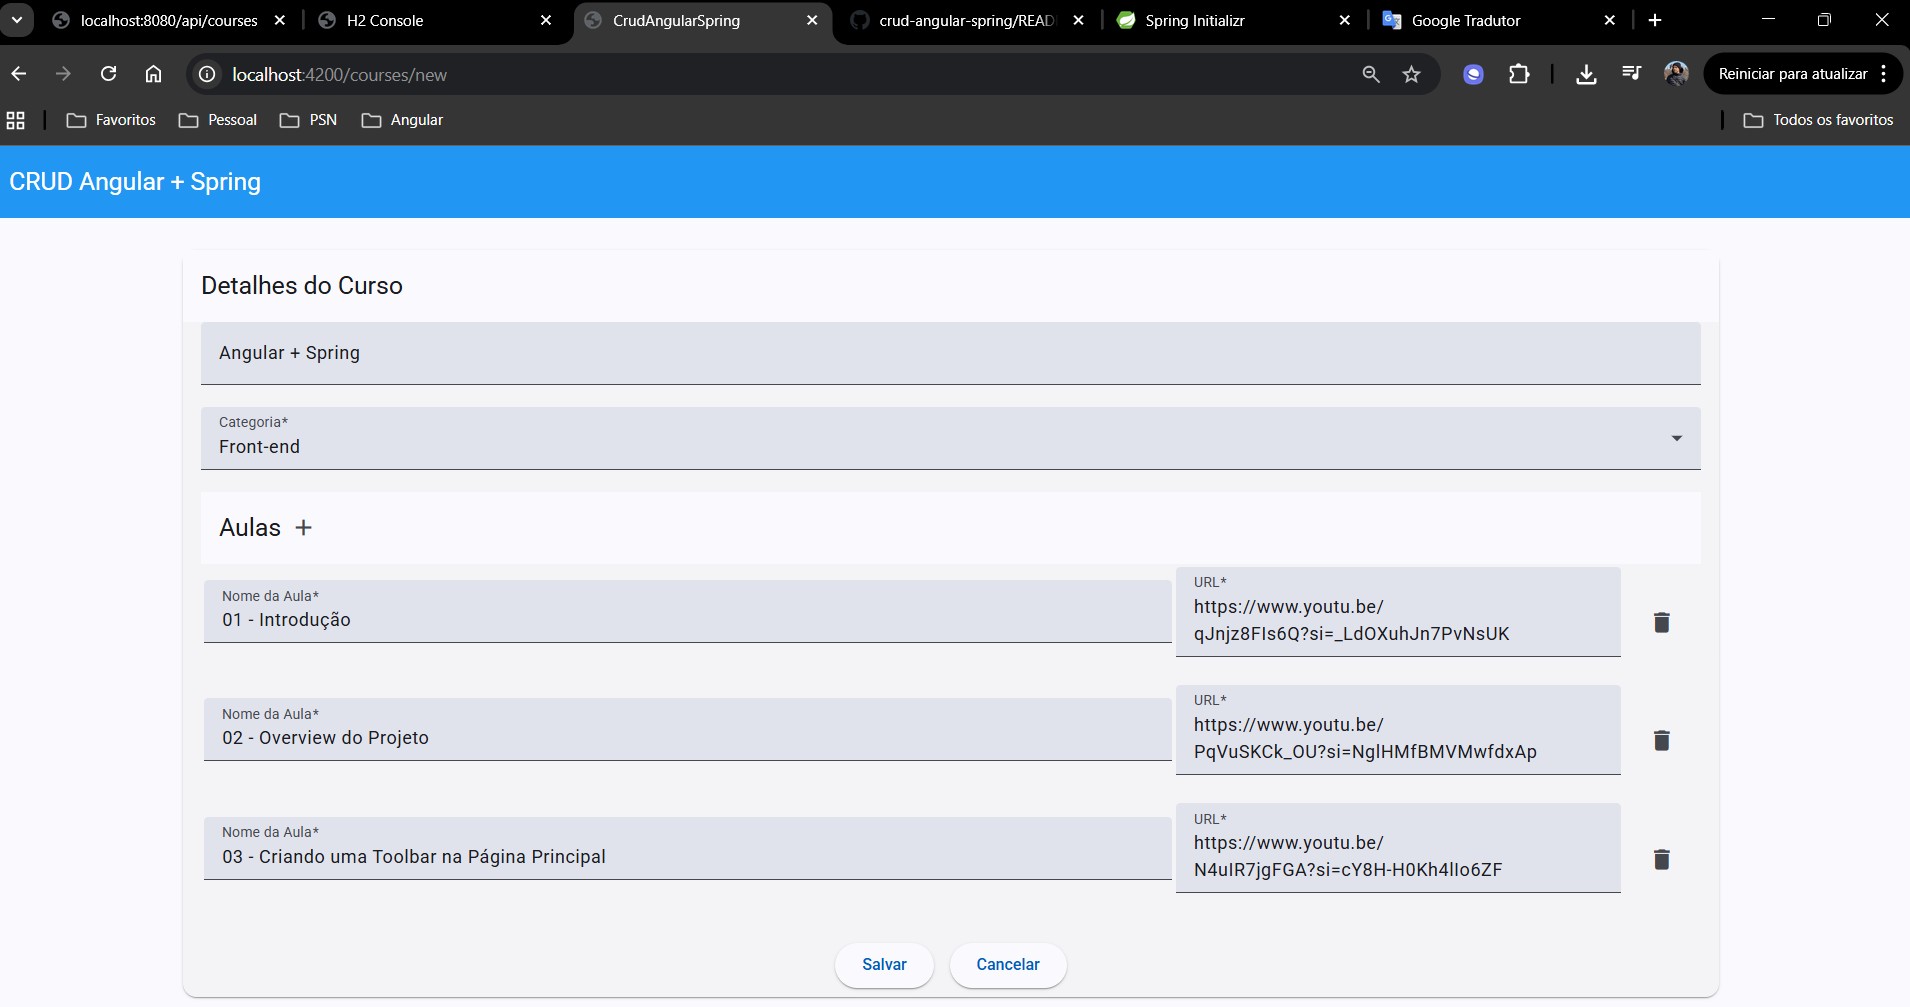 localhost:8080/api/courses
H2 Console
CrudAngularSpring
crud-angular-spring/READ
Spring Initializr
Google Tradutor
localhost:4200/courses/new
Reiniciar para atualizar
Favoritos
Pessoal
PSN
Angular
Todos os favoritos
CRUD Angular + Spring
Detalhes do Curso
Angular + Spring
Categoria*
Front-end
Aulas +
Nome da Aula*
01 - Introdução
URL*
https://www.youtu.be/
qJnjz8FIs6Q?si=_LdOXuhJn7PvNsUK
Nome da Aula*
02 - Overview do Projeto
URL*
https://www.youtu.be/
PqVuSKCk_OU?si=NglHMfBMVMwfdxAp
Nome da Aula*
03 - Criando uma Toolbar na Página Principal
URL*
https://www.youtu.be/
N4uIR7jgFGA?si=cY8H-H0Kh4lIo6ZF
Salvar
Cancelar